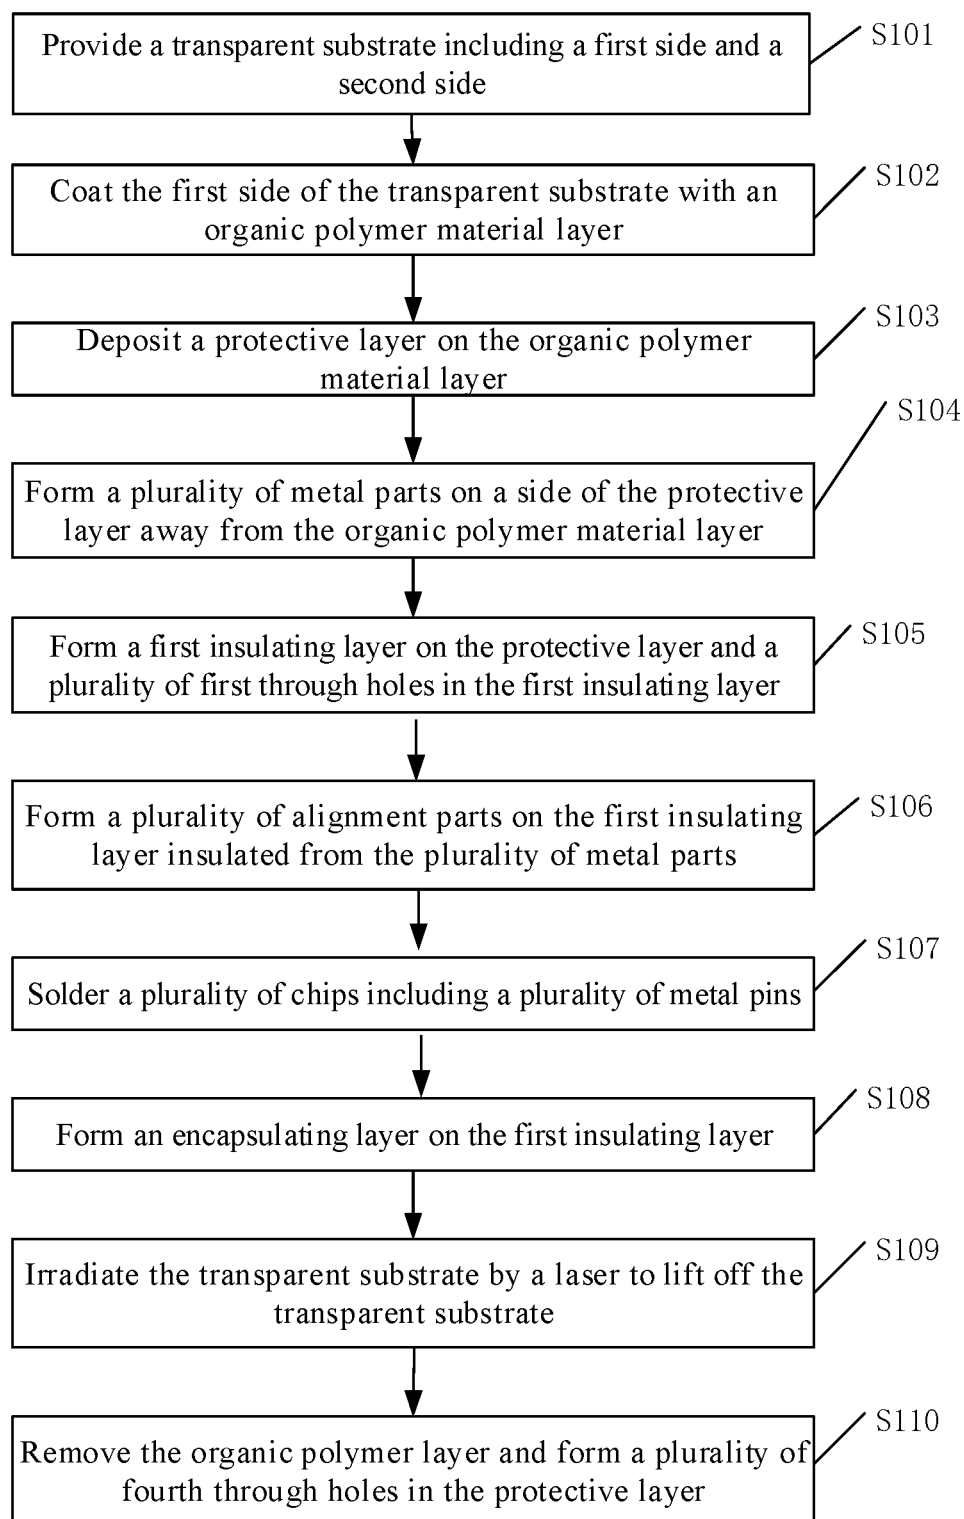 Provide a transparent substrate including a first side and a
second side
S101
Coat the first side of the transparent substrate with an
organic polymer material layer
S102
Deposit a protective layer on the organic polymer
material layer
S103
Form a plurality of metal parts on a side of the protective
layer away from the organic polymer material layer
S104
Form a first insulating layer on the protective layer and a
plurality of first through holes in the first insulating layer
S105
Form a plurality of alignment parts on the first insulating
layer insulated from the plurality of metal parts
S106
Solder a plurality of chips including a plurality of metal pins
S107
Form an encapsulating layer on the first insulating layer
S108
Irradiate the transparent substrate by a laser to lift off the
transparent substrate
S109
Remove the organic polymer layer and form a plurality of
fourth through holes in the protective layer
S110